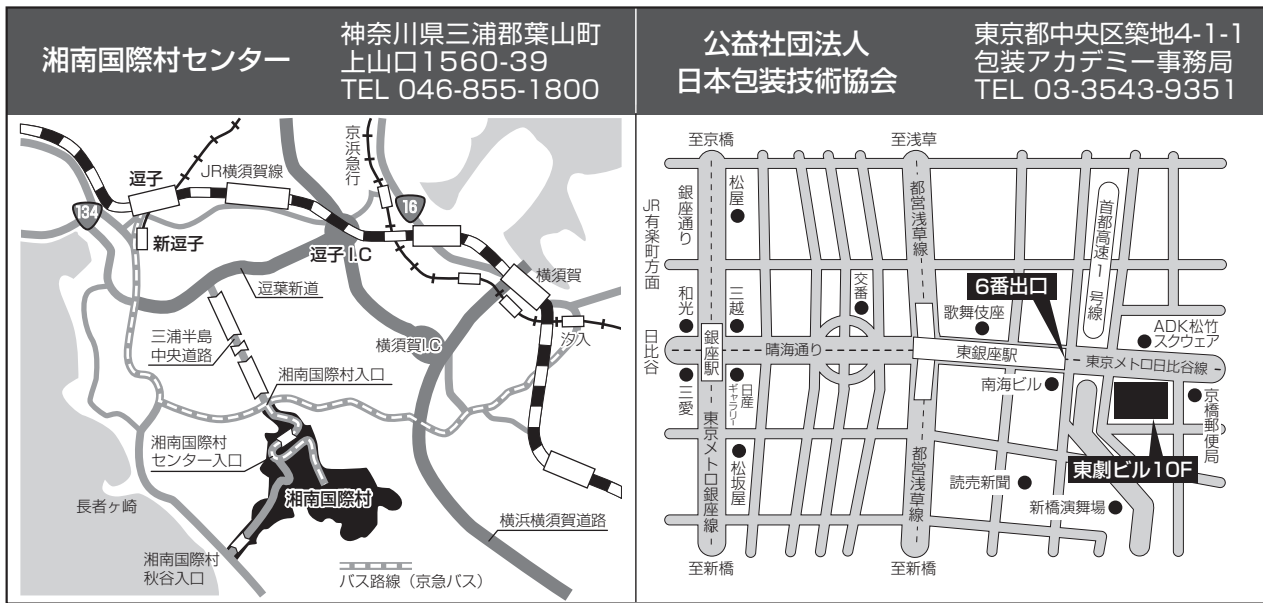 湘南国際村センター
神奈川県三浦郡葉山町
上山口1560-39
TEL 046-855-1800
公益社団法人
日本包装技術協会
東京都中央区築地4-1-1
包装アカデミー事務局
TEL 03-3543-9351
京浜急行
逗子
JR横須賀線
134
16
新逗子
逗子I.C
逗葉新道
横須賀
三浦半島
中央道路
横須賀I.C
汐入
湘南国際村入口
湘南国際村
センター入口
湘南国際村
長者ヶ崎
横浜横須賀道路
湘南国際村
秋谷入口
バス路線（京急バス）
至京橋
至浅草
銀座通り
松屋
都営浅草線
首都高速1号線
JR有楽町方面
6番出口
和光
三越
交番
歌舞伎座
ADK松竹
スクウェア
日比谷
銀座駅
晴海通り
東銀座駅
東京メトロ日比谷線
三愛
日産
ギャラリー
南海ビル
京橋郵便局
東京メトロ銀座線
松坂屋
都営浅草線
東劇ビル10F
読売新聞
新橋演舞場
至新橋
至新橋